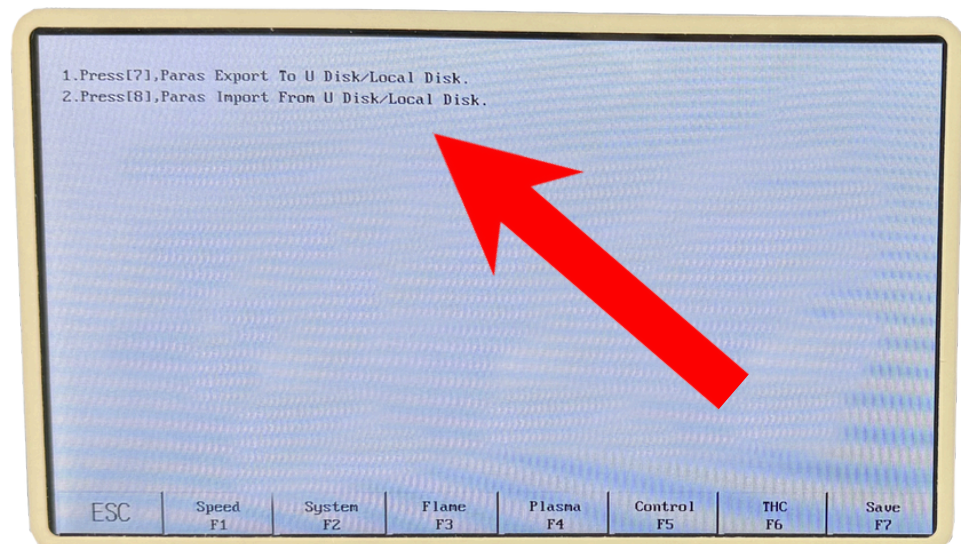 1.Press[7],Paras Export To U Disk/Local Disk.
2.Press[8],Paras Import From U Disk/Local Disk.
ESC
Speed System Flame Plasma Control THC Save
F1 F2 F3 F4 F5 F6 F7